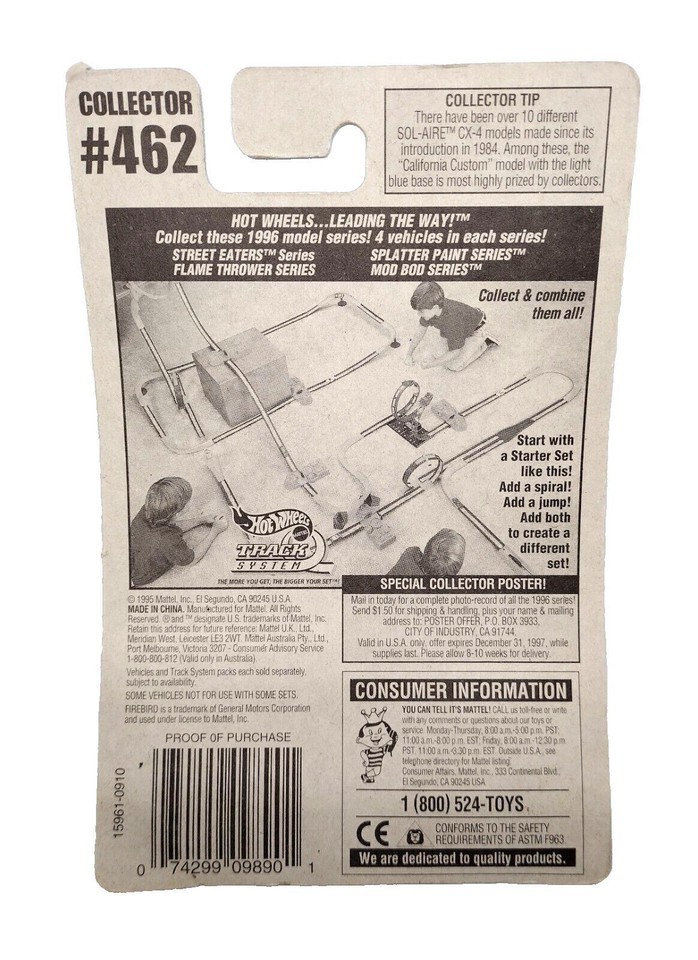 COLLECTOR
#462
COLLECTOR TIP
There have been over 10 different
SOL-AIRE™ CX-4 models made since its
introduction in 1984. Among these, the
"California Custom" model with the light
blue base is most highly prized by collectors.
HOT WHEELS...LEADING THE WAY!™
Collect these 1996 model series! 4 vehicles in each series!
STREET EATERS™ Series
FLAME THROWER SERIES
SPLATTER PAINT SERIES™
MOD BOD SERIES™
Collect & combine
them all!
Start with
a Starter Set
like this!
Add a spiral!
Add a jump!
Add both
to create a
different
set!
Hot Wheels
TRACK
SYSTEM
THE MORE YOU GET, THE BIGGER YOUR SET™!
© 1995 Mattel, Inc., El Segundo, CA 90245 U.S.A.
MADE IN CHINA. Manufactured for Mattel. All Rights
Reserved. ® and ™ designate U.S. trademarks of Mattel, Inc.
Retain this address for future reference: Mattel U.K., Ltd.,
Meridian West, Leicester LE3 2WT. Mattel Australia Pty., Ltd.,
Port Melbourne, Victoria 3207 - Consumer Advisory Service
1-800-800-812 (Valid only in Australia).
Vehicles and Track System packs each sold separately,
subject to availability.
SOME VEHICLES NOT FOR USE WITH SOME SETS.
FIREBIRD is a trademark of General Motors Corporation
and used under license to Mattel, Inc.
PROOF OF PURCHASE
15961-0910
0 74299 09890 1
SPECIAL COLLECTOR POSTER!
Mail in today for a complete photo-record of all the 1996 series!
Send $1.50 for shipping & handling, plus your name & mailing
address to: POSTER OFFER, P.O. BOX 3933,
CITY OF INDUSTRY, CA 91744.
Valid in U.S.A. only, offer expires December 31, 1997, while
supplies last. Please allow 8-10 weeks for delivery.
CONSUMER INFORMATION
YOU CAN TELL IT'S MATTEL! CALL us toll-free or write
with any comments or questions about our toys or
service. Monday-Thursday, 8:00 a.m.-5:00 p.m. PST,
11:00 a.m.-8:00 p.m. EST; Friday, 8:00 a.m.-12:30 p.m.
PST, 11:00 a.m.-3:30 p.m. EST. Outside U.S.A., see
telephone directory for Mattel listing.
Consumer Affairs, Mattel, Inc., 333 Continental Blvd.,
El Segundo, CA 90245 USA
1 (800) 524-TOYS
CE
CONFORMS TO THE SAFETY
REQUIREMENTS OF ASTM F963.
We are dedicated to quality products.